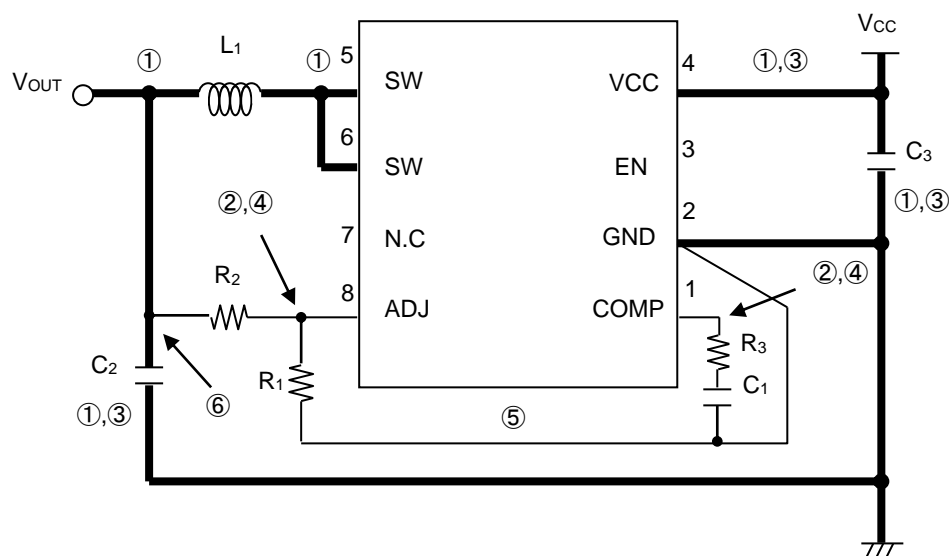 VCC
L1
① ① 5 4 ①,③
VOUT
SW VCC
6 3 C3
SW EN
①,③
②,④ 7 2
N.C GND
R2 ②,④
8 1
ADJ COMP
R3
C2 R1 C1
①,③ ⑥ ⑤